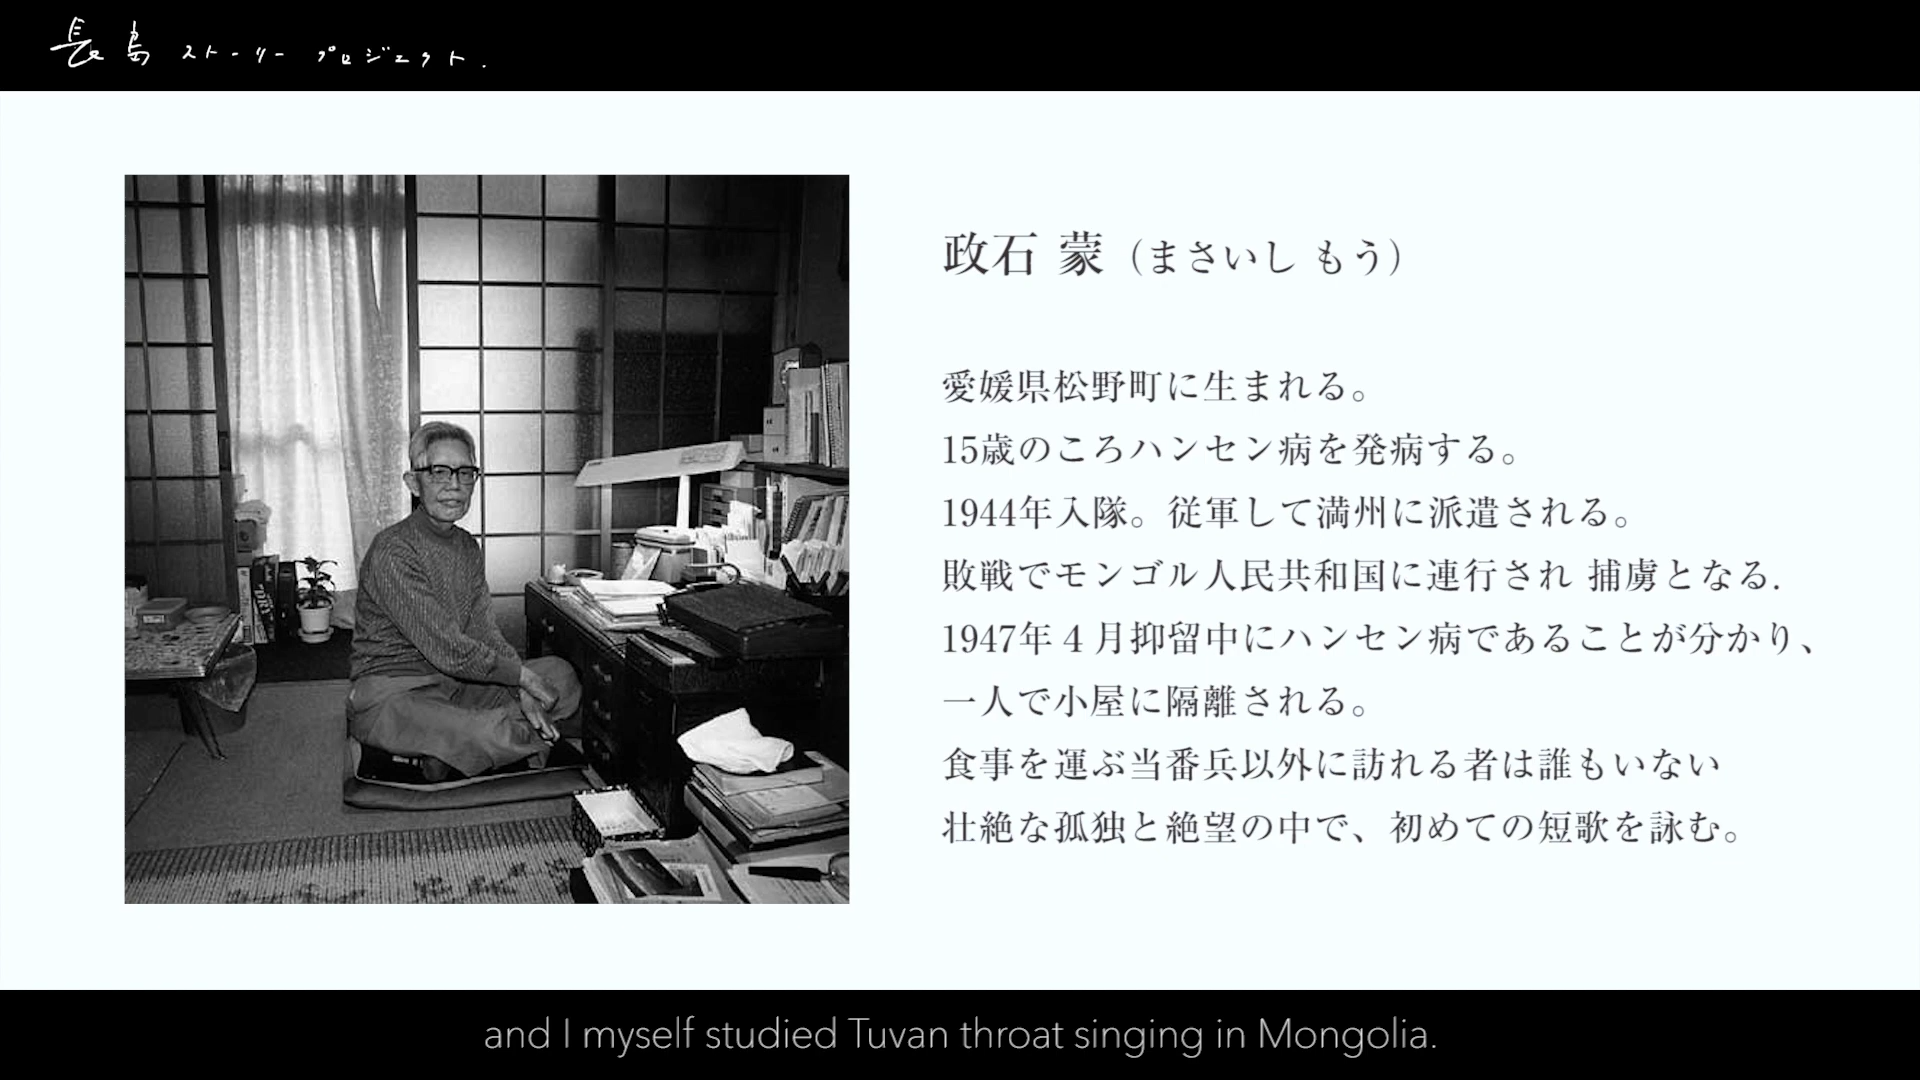 長島 ストーリー プロジェクト.
政石 蒙（まさいし もう）
愛媛県松野町に生まれる。
15歳のころハンセン病を発病する。
1944年入隊。従軍して満州に派遣される。
敗戦でモンゴル人民共和国に連行され 捕虜となる.
1947年４月抑留中にハンセン病であることが分かり、
一人で小屋に隔離される。
食事を運ぶ当番兵以外に訪れる者は誰もいない
壮絶な孤独と絶望の中で、初めての短歌を詠む。
and I myself studied Tuvan throat singing in Mongolia.